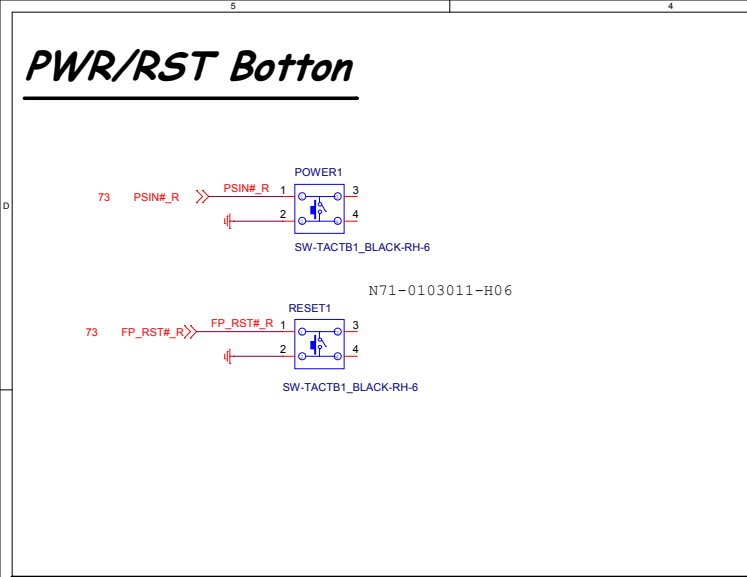 5 4
PWR/RST Botton
D
POWER1
73 PSIN#_R PSIN#_R 1 3
2 4
SW-TACTB1_BLACK-RH-6
N71-0103011-H06
RESET1
73 FP_RST#_R FP_RST#_R 1 3
2 4
SW-TACTB1_BLACK-RH-6